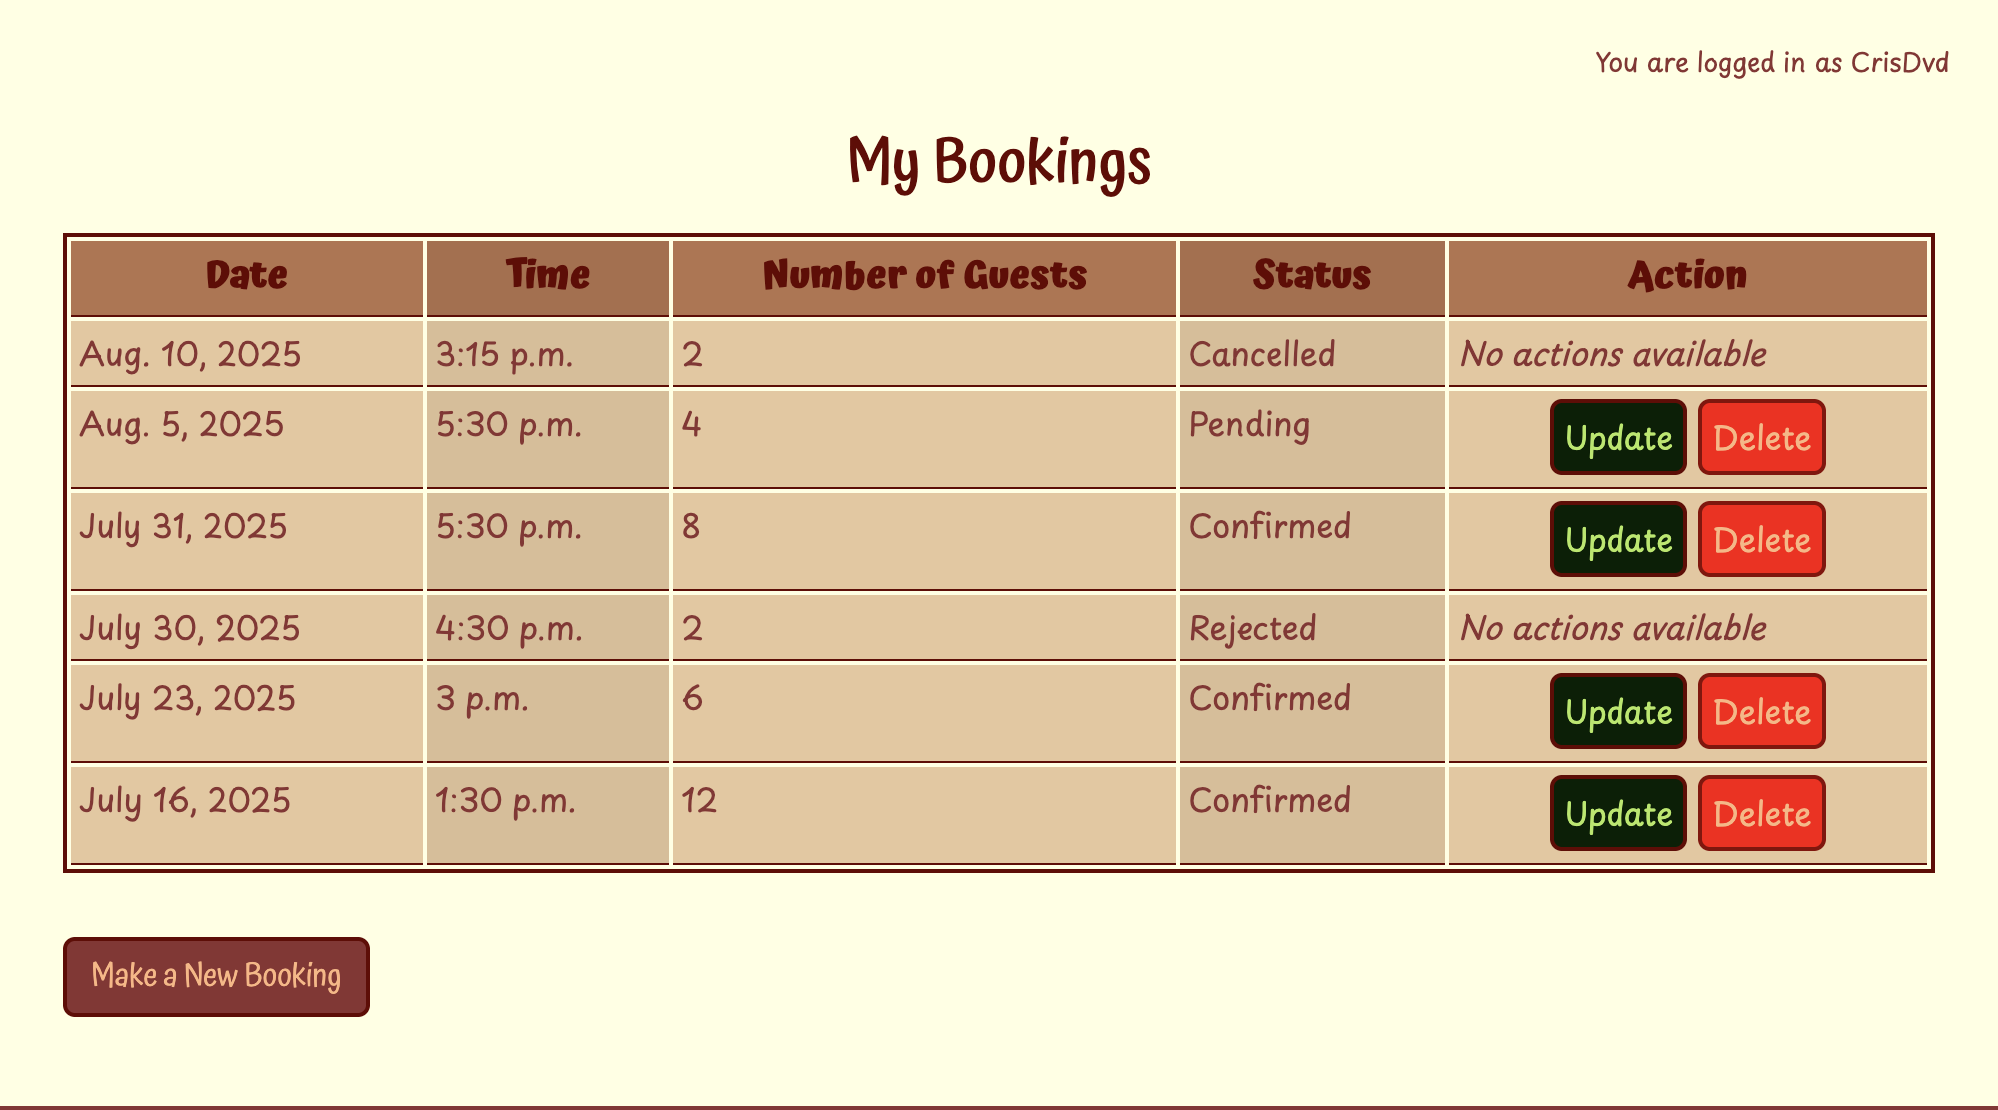 You are logged in as CrisDvd
My Bookings
Date Time Number of Guests Status Action
Aug. 10, 2025 3:15 p.m. 2 Cancelled No actions available
Aug. 5, 2025 5:30 p.m. 4 Pending Update Delete
July 31, 2025 5:30 p.m. 8 Confirmed Update Delete
July 30, 2025 4:30 p.m. 2 Rejected No actions available
July 23, 2025 3 p.m. 6 Confirmed Update Delete
July 16, 2025 1:30 p.m. 12 Confirmed Update Delete
Make a New Booking